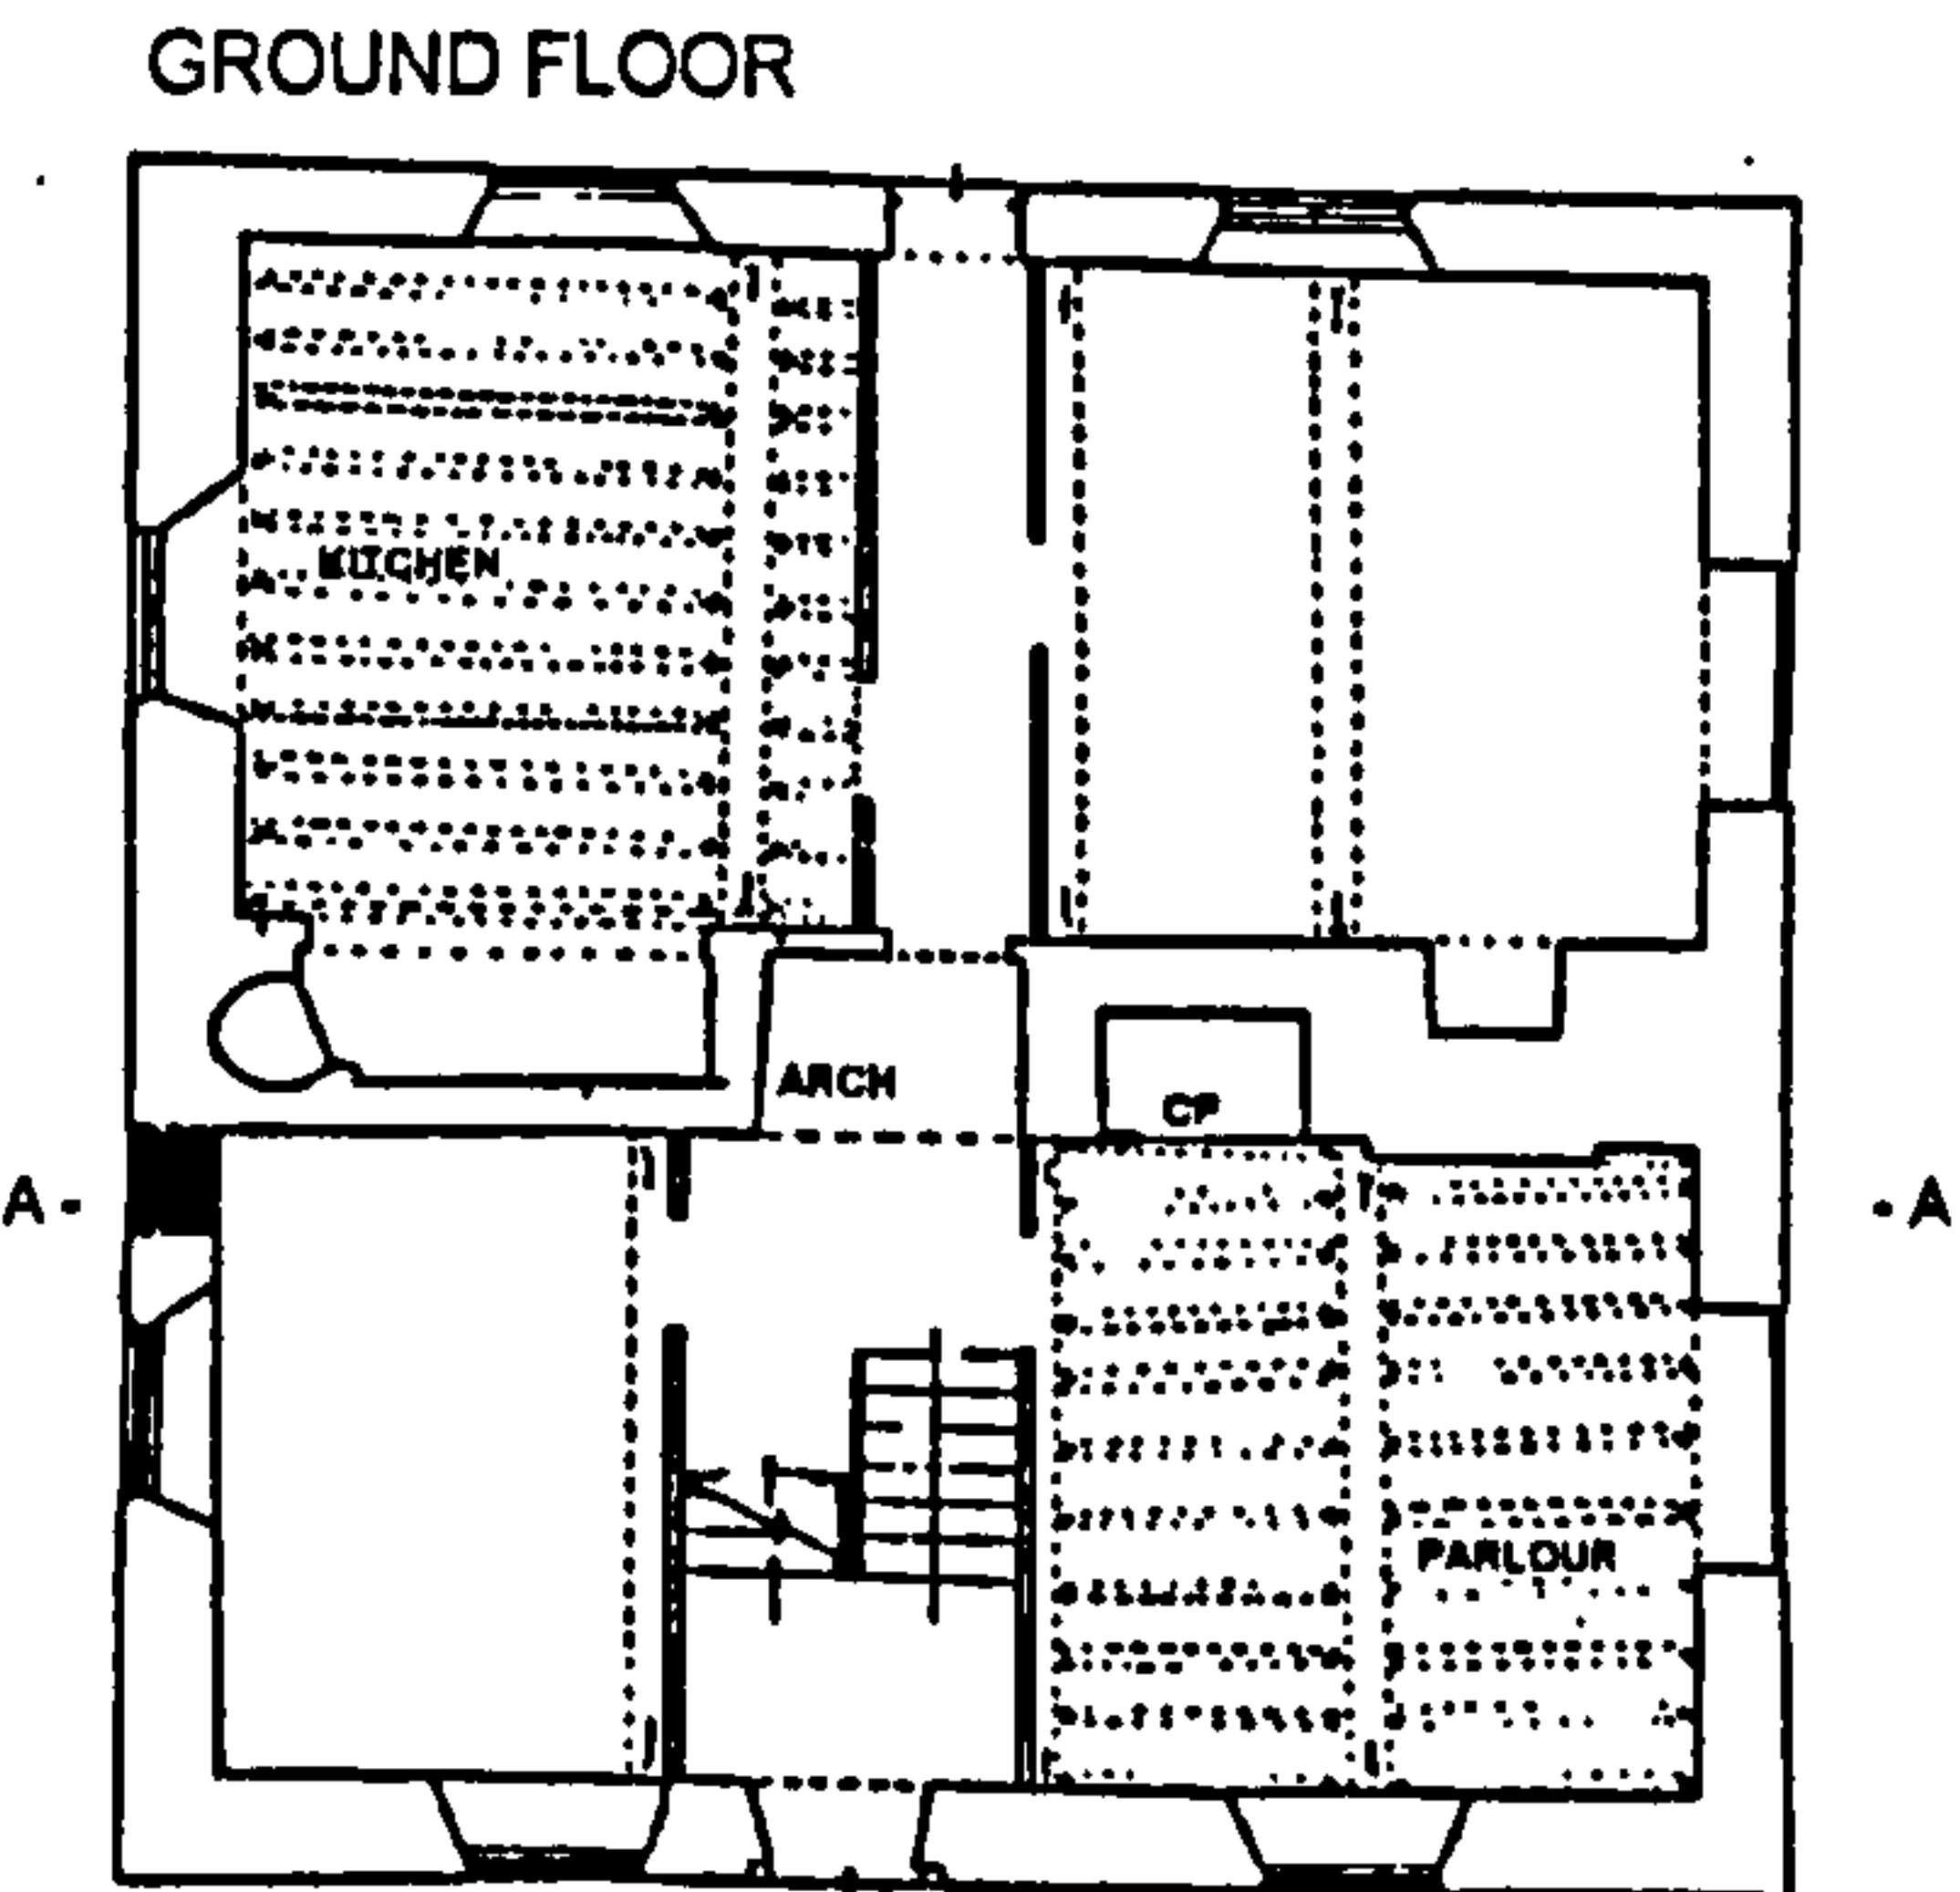 GROUND FLOOR
KITCHEN
ARCH
CP
A - - A
PARLOUR